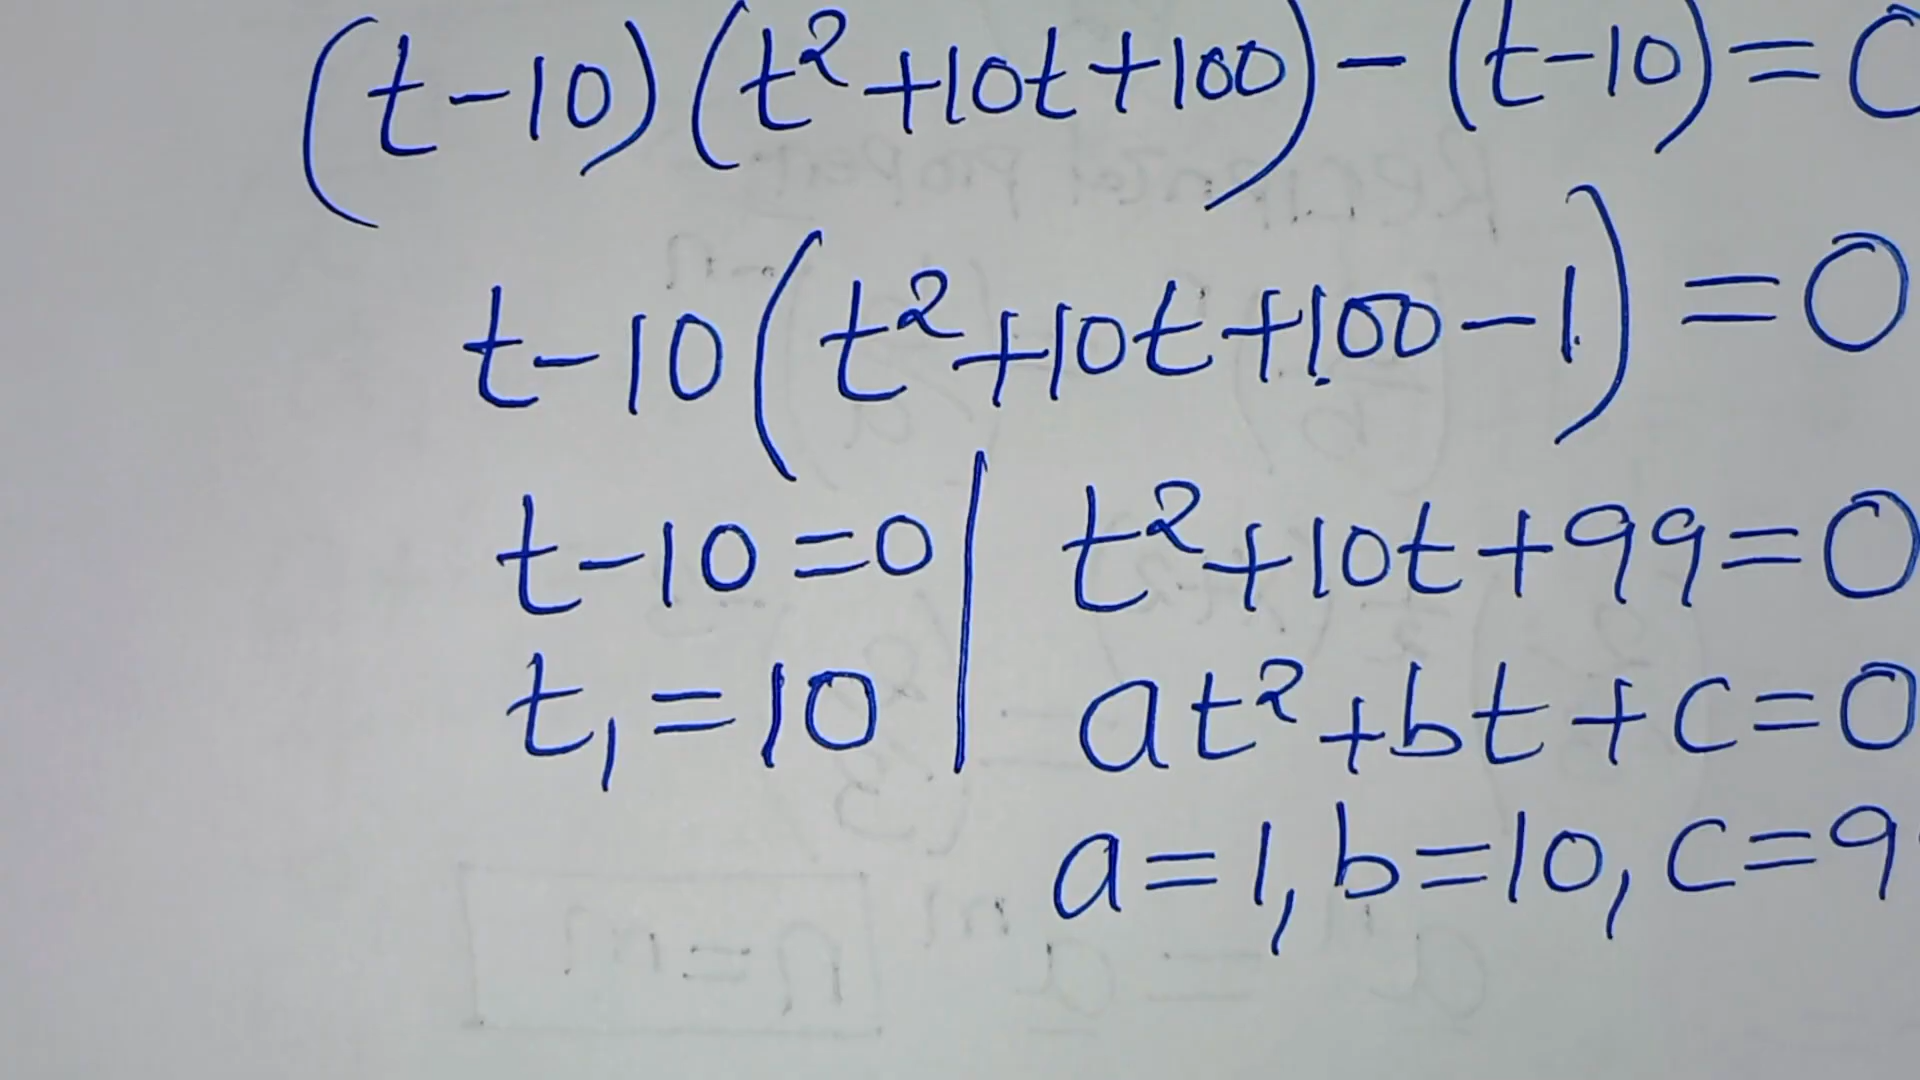 (t-10)(t²+10t+100)-(t-10)=0
t-10(t²+10t+100-1)=0
t-10=0 | t²+10t+99=0
t₁=10 | at²+bt+c=0
a=1, b=10, c=9